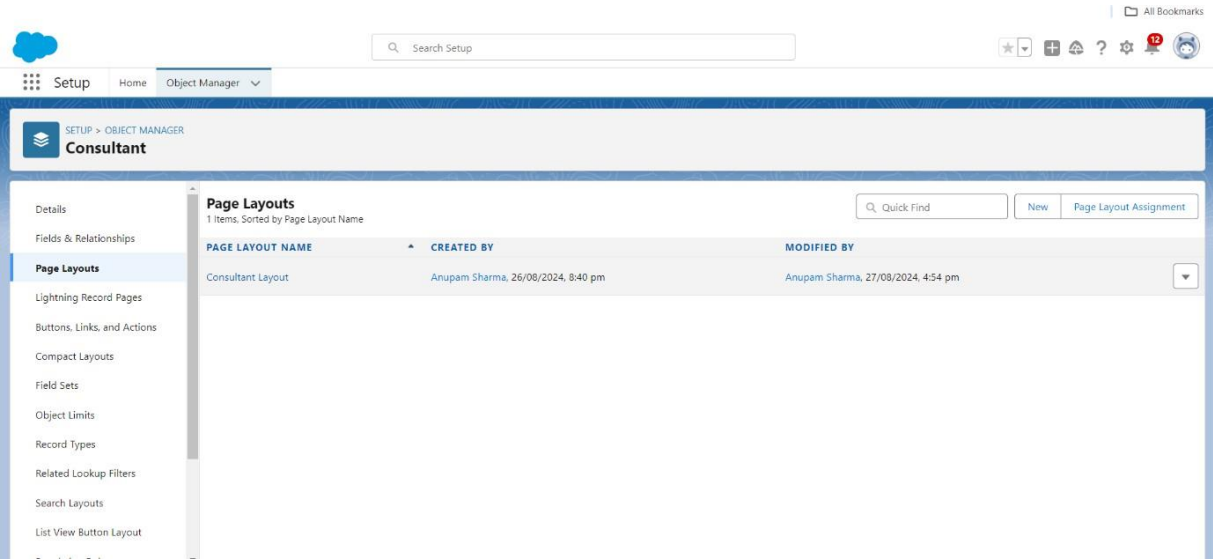 All Bookmarks
Search Setup
12
Setup Home Object Manager
SETUP > OBJECT MANAGER
Consultant
Details
Fields & Relationships
Page Layouts
Lightning Record Pages
Buttons, Links, and Actions
Compact Layouts
Field Sets
Object Limits
Record Types
Related Lookup Filters
Search Layouts
List View Button Layout
Page Layouts
1 Items, Sorted by Page Layout Name
Quick Find
New
Page Layout Assignment
PAGE LAYOUT NAME CREATED BY MODIFIED BY
Consultant Layout Anupam Sharma, 26/08/2024, 8:40 pm Anupam Sharma, 27/08/2024, 4:54 pm